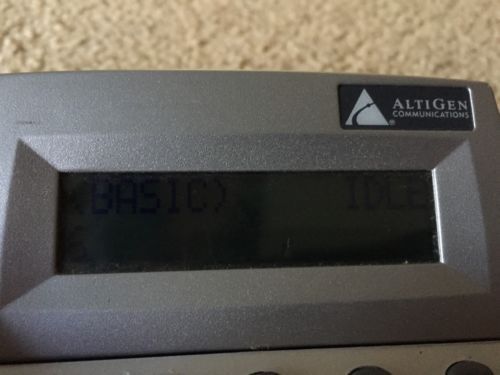 ALTIGEN
COMMUNICATIONS
BASIC) IDLE